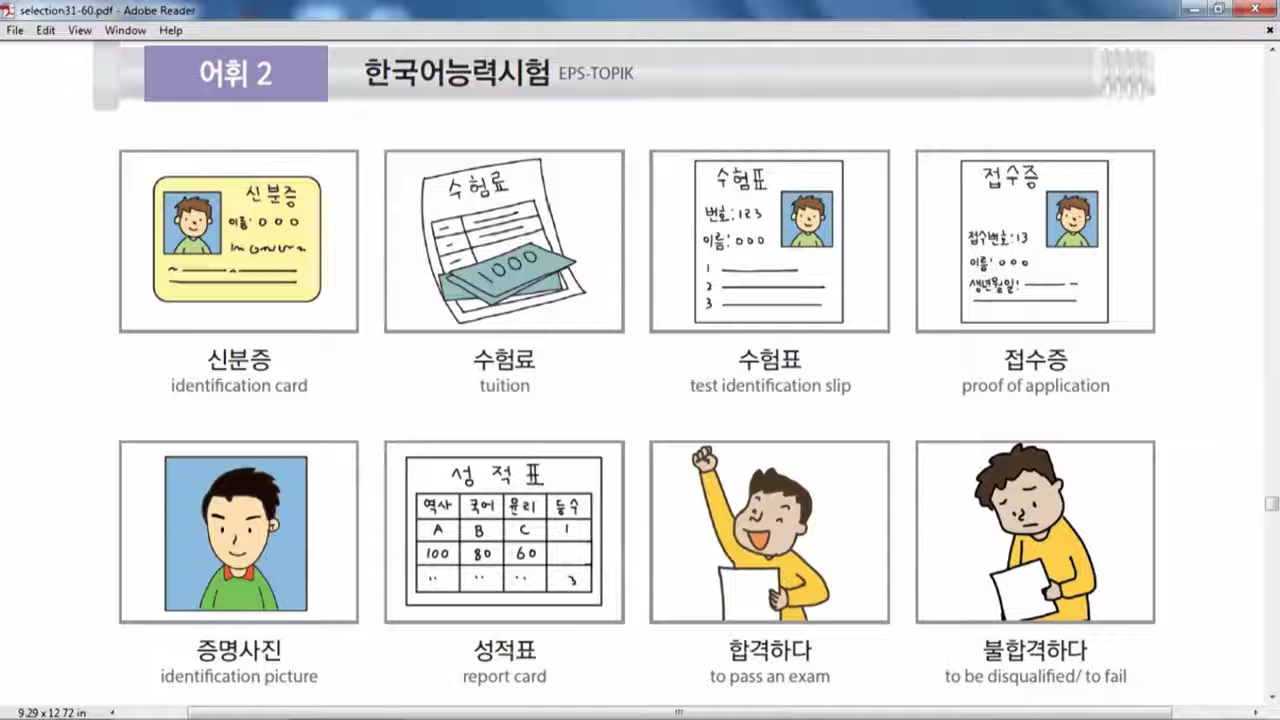 selection31-60.pdf - Adobe Reader
File Edit View Window Help
어휘 2 한국어능력시험 EPS-TOPIK
신분증
이름: ㅇㅇㅇ
수험료
1000
수험표
번호:123
이름:ㅇㅇㅇ
1
2
3
접수증
접수번호:13
이름: ㅇㅇㅇ
생년월일:
신분증 수험료 수험표 접수증
identification card tuition test identification slip proof of application
성 적 표
역사 국어 윤리 등수
A B C 1
100 80 60
3
증명사진 성적표 합격하다 불합격하다
identification picture report card to pass an exam to be disqualified/ to fail
9.29 x 12.72 in